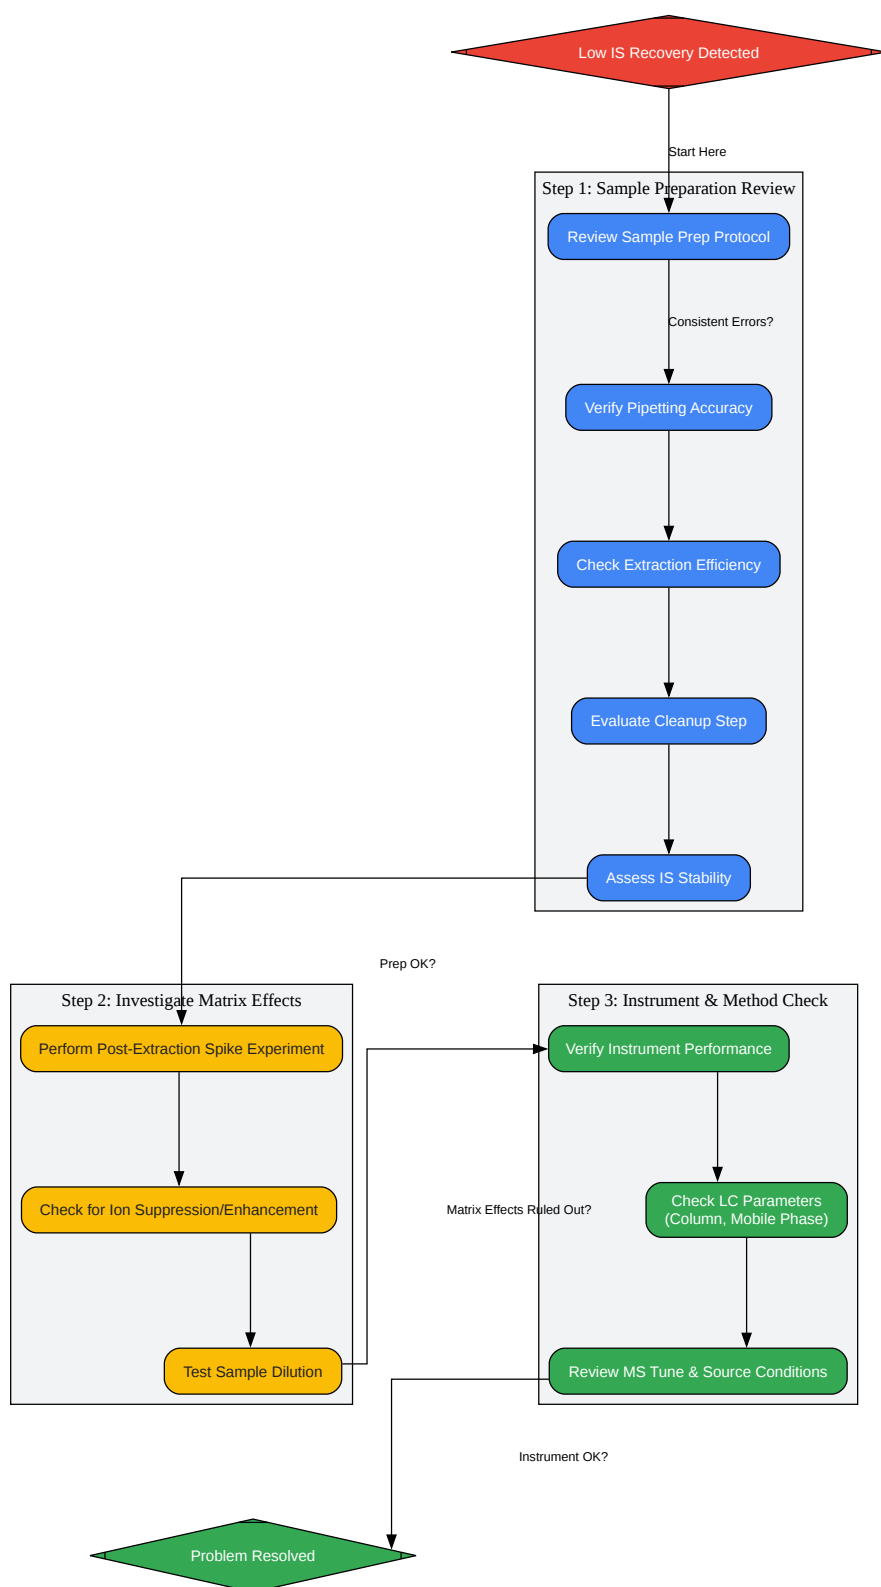 Low IS Recovery Detected
Start Here
Step 1: Sample Preparation Review
Review Sample Prep Protocol
Consistent Errors?
Verify Pipetting Accuracy
Check Extraction Efficiency
Evaluate Cleanup Step
Assess IS Stability
Prep OK?
Step 2: Investigate Matrix Effects
Perform Post-Extraction Spike Experiment
Check for Ion Suppression/Enhancement
Test Sample Dilution
Matrix Effects Ruled Out?
Step 3: Instrument & Method Check
Verify Instrument Performance
Check LC Parameters
(Column, Mobile Phase)
Review MS Tune & Source Conditions
Instrument OK?
Problem Resolved